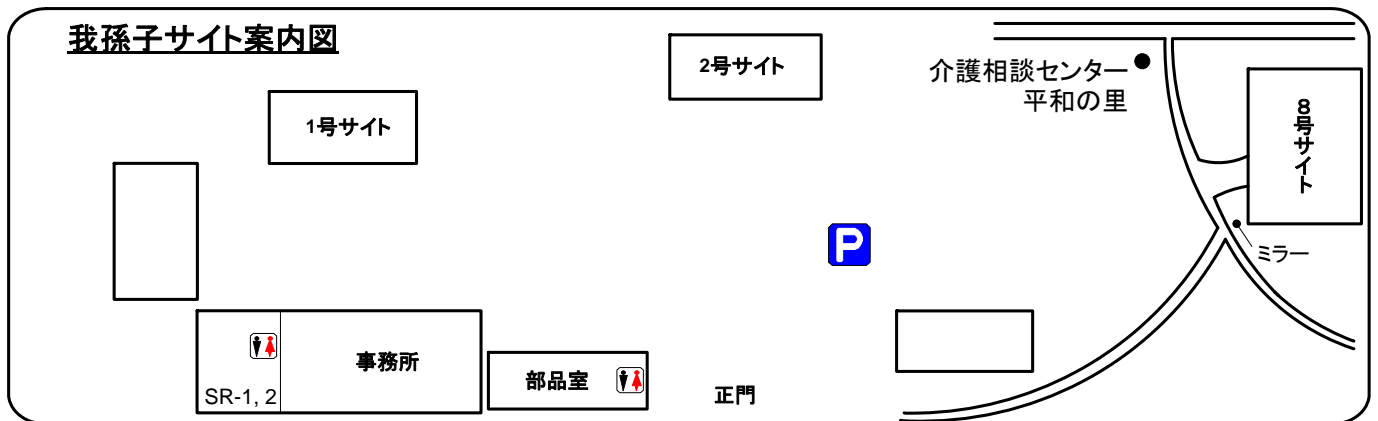 我孫子サイト案内図
2号サイト
介護相談センター
平和の里
1号サイト
8号サイト
P
ミラー
事務所
SR-1, 2
部品室
正門